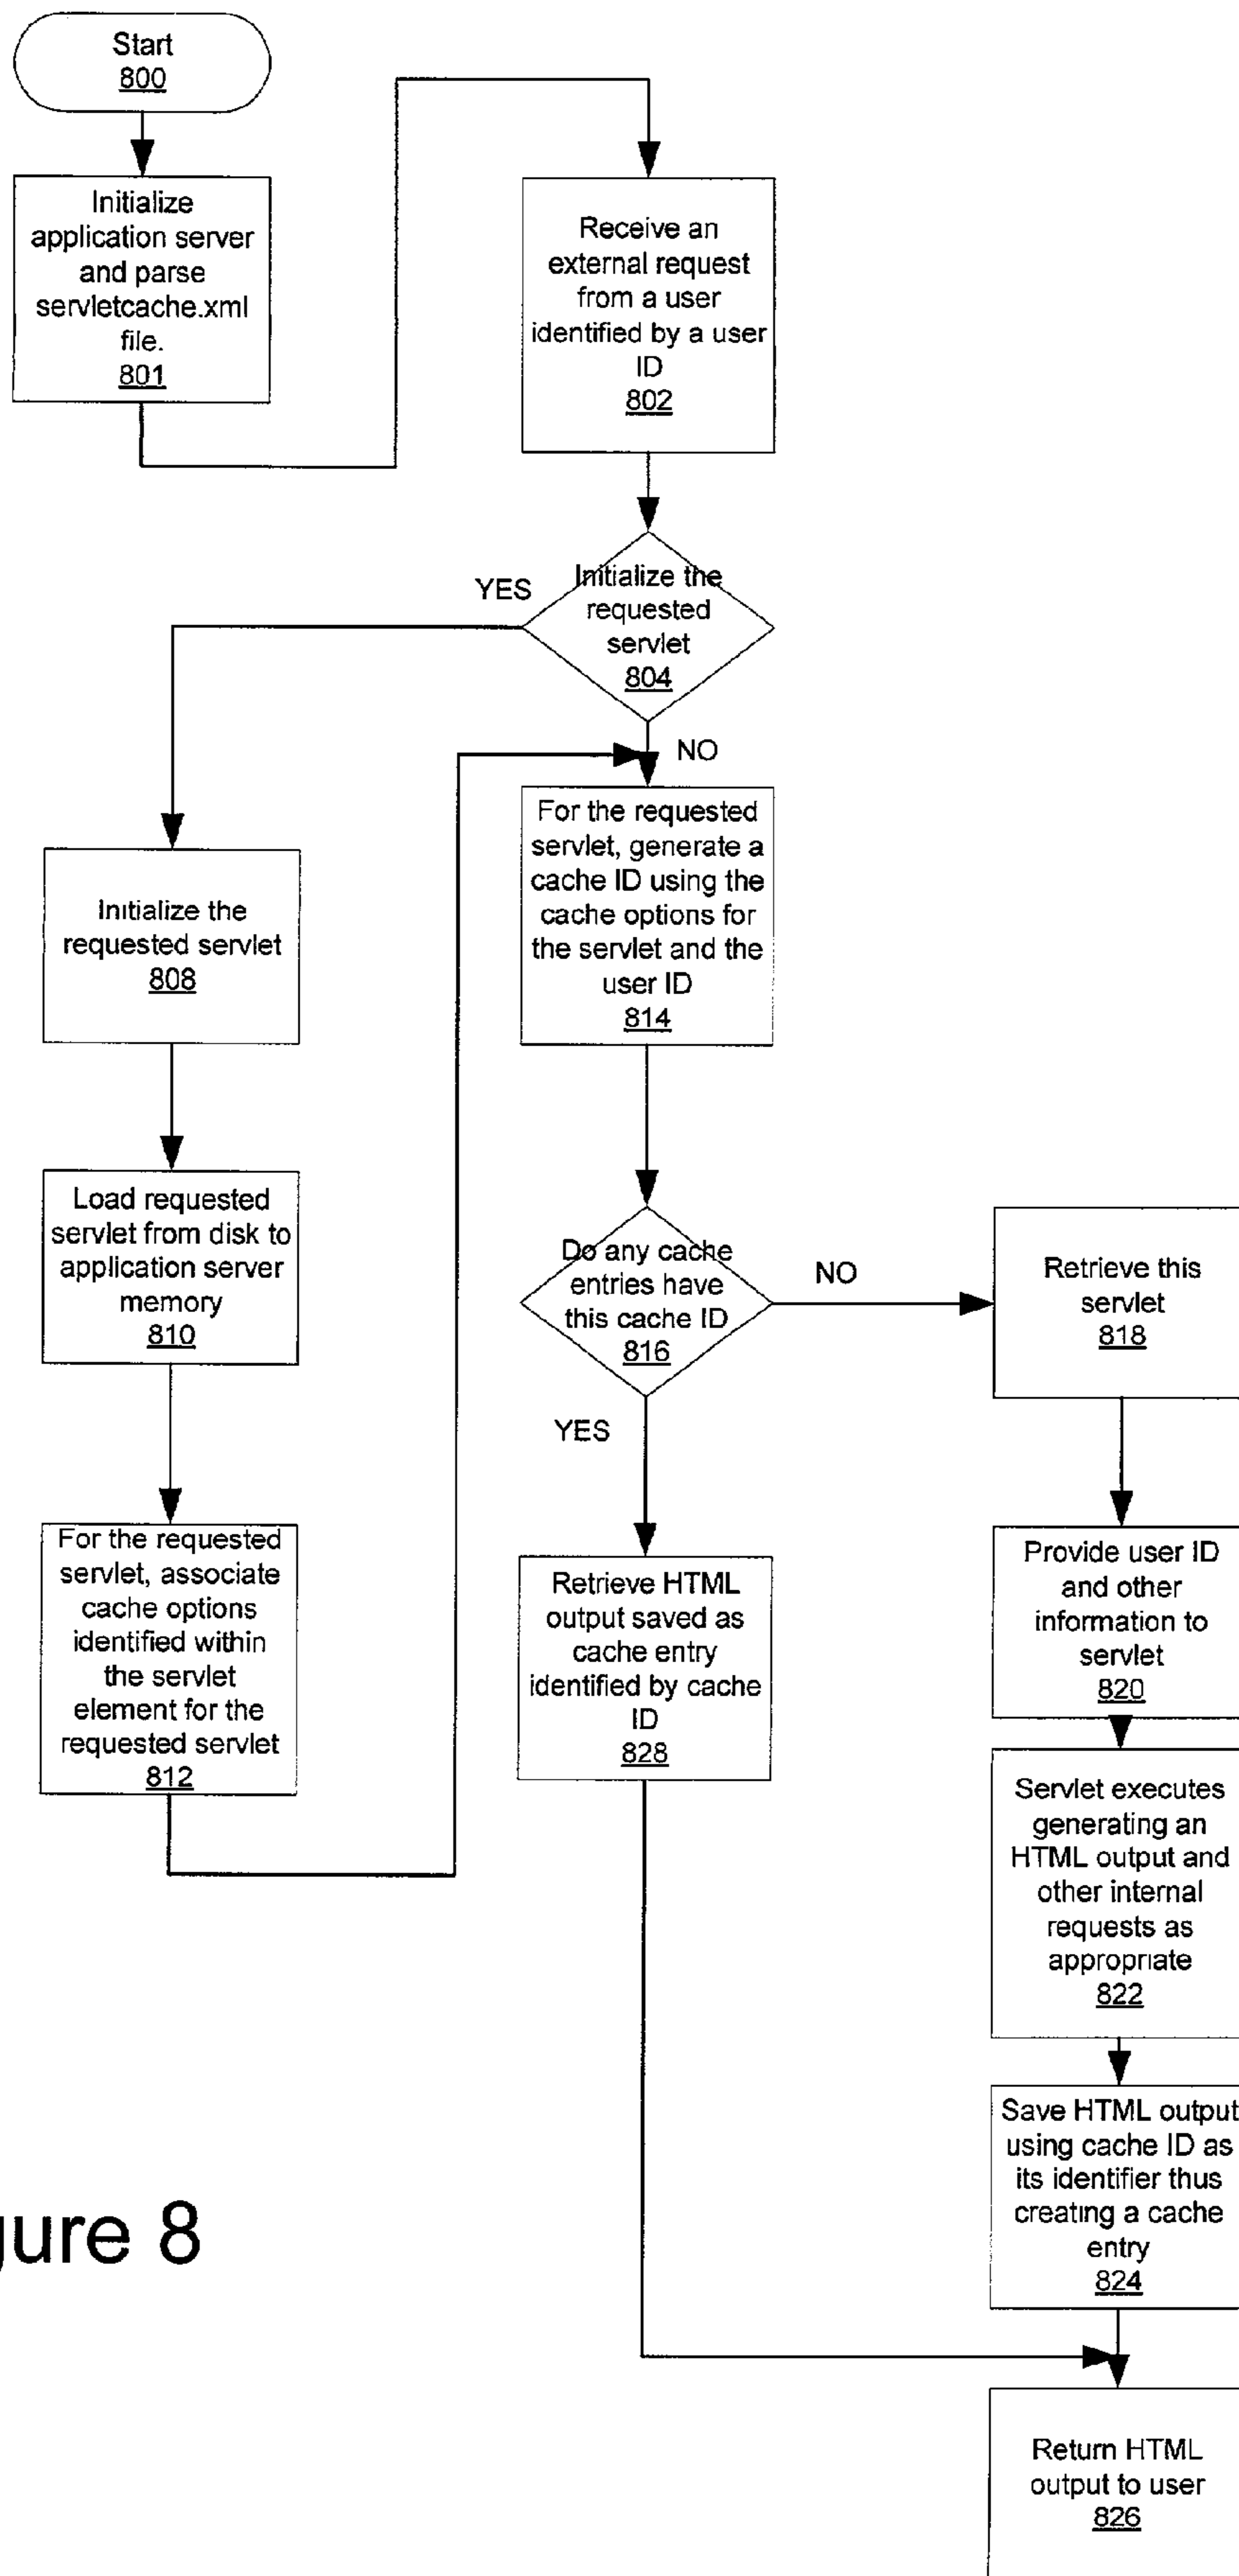 Start
800
Initialize
application server
and parse
servletcache.xml
file.
801
Receive an
external request
from a user
identified by a user
ID
802
YES
Initialize the
requested
servlet
804
NO
Initialize the
requested servlet
808
For the requested
servlet, generate a
cache ID using the
cache options for
the servlet and the
user ID
814
Load requested
servlet from disk to
application server
memory
810
Do any cache
entries have
this cache ID
816
NO
YES
Retrieve this
servlet
818
For the requested
servlet, associate
cache options
identified within
the servlet
element for the
requested servlet
812
Retrieve HTML
output saved as
cache entry
identified by cache
ID
828
Provide user ID
and other
information to
servlet
820
Servlet executes
generating an
HTML output and
other internal
requests as
appropriate
822
Save HTML output
using cache ID as
its identifier thus
creating a cache
entry
824
Return HTML
output to user
826
gure 8